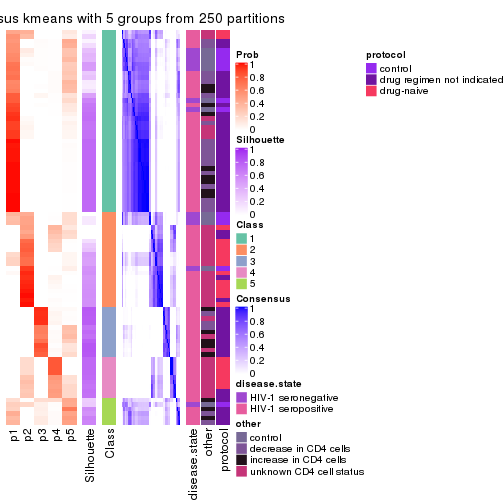 sus kmeans with 5 groups from 250 partitions
Prob
1
0.8
0.6
0.4
0.2
0
Silhouette
1
0.8
0.6
0.4
0.2
0
Class
1
2
3
4
5
Consensus
1
0.8
0.6
0.4
0.2
0
disease.state
HIV-1 seronegative
HIV-1 seropositive
other
control
decrease in CD4 cells
increase in CD4 cells
unknown CD4 cell status
protocol
control
drug regimen not indicated
drug-naive
p1
p2
p3
p4
p5
Silhouette
Class
disease.state
other
protocol